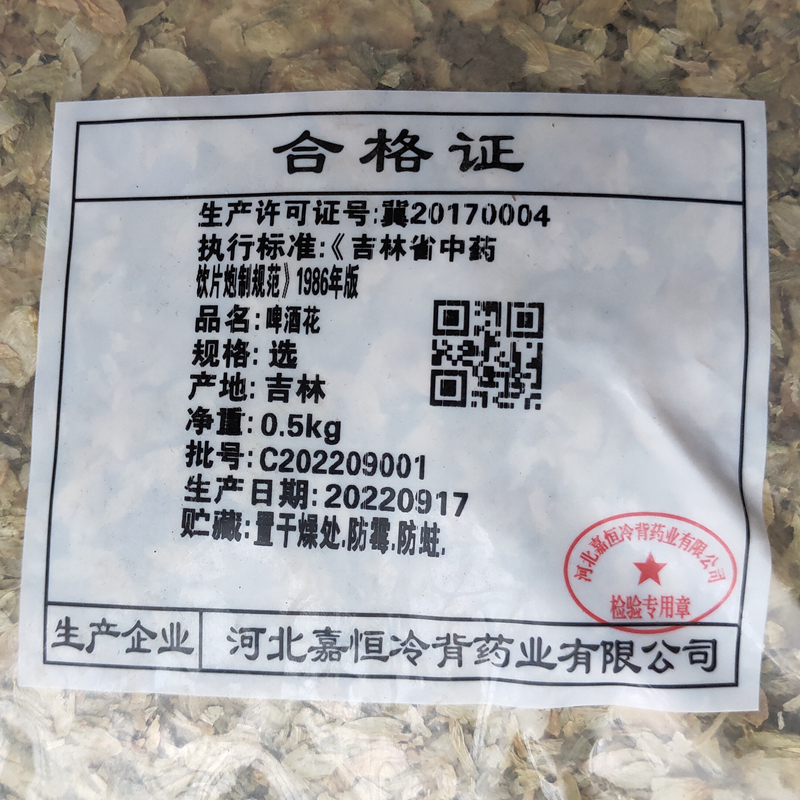 合格证
生产许可证号:冀20170004
执行标准:《吉林省中药
饮片炮制规范》1986年版
品名:啤酒花
规格:选
产地:吉林
净重:0.5kg
批号:C202209001
生产日期:20220917
贮藏:置干燥处.防霉.防蛀.
河北嘉恒冷背药业有限公司
检验专用章
生产企业 河北嘉恒冷背药业有限公司